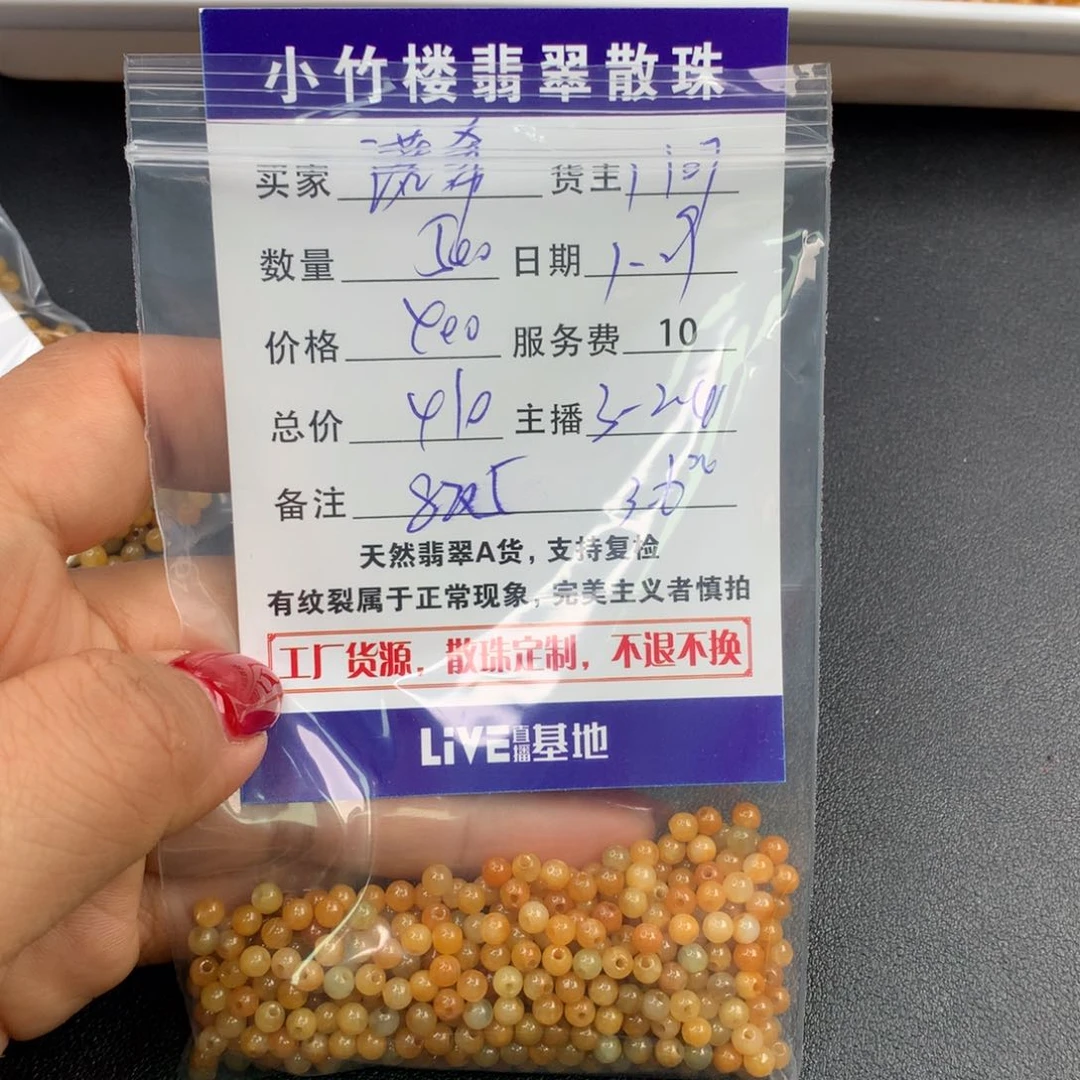 小竹楼翡翠散珠
买家 货主
数量 日期
价格 400 服务费 10
总价 410 主播
备注
天然翡翠A货，支持复检
有纹裂属于正常现象，完美主义者慎拍
工厂货源，散珠定制，不退不换
LiVE直播基地